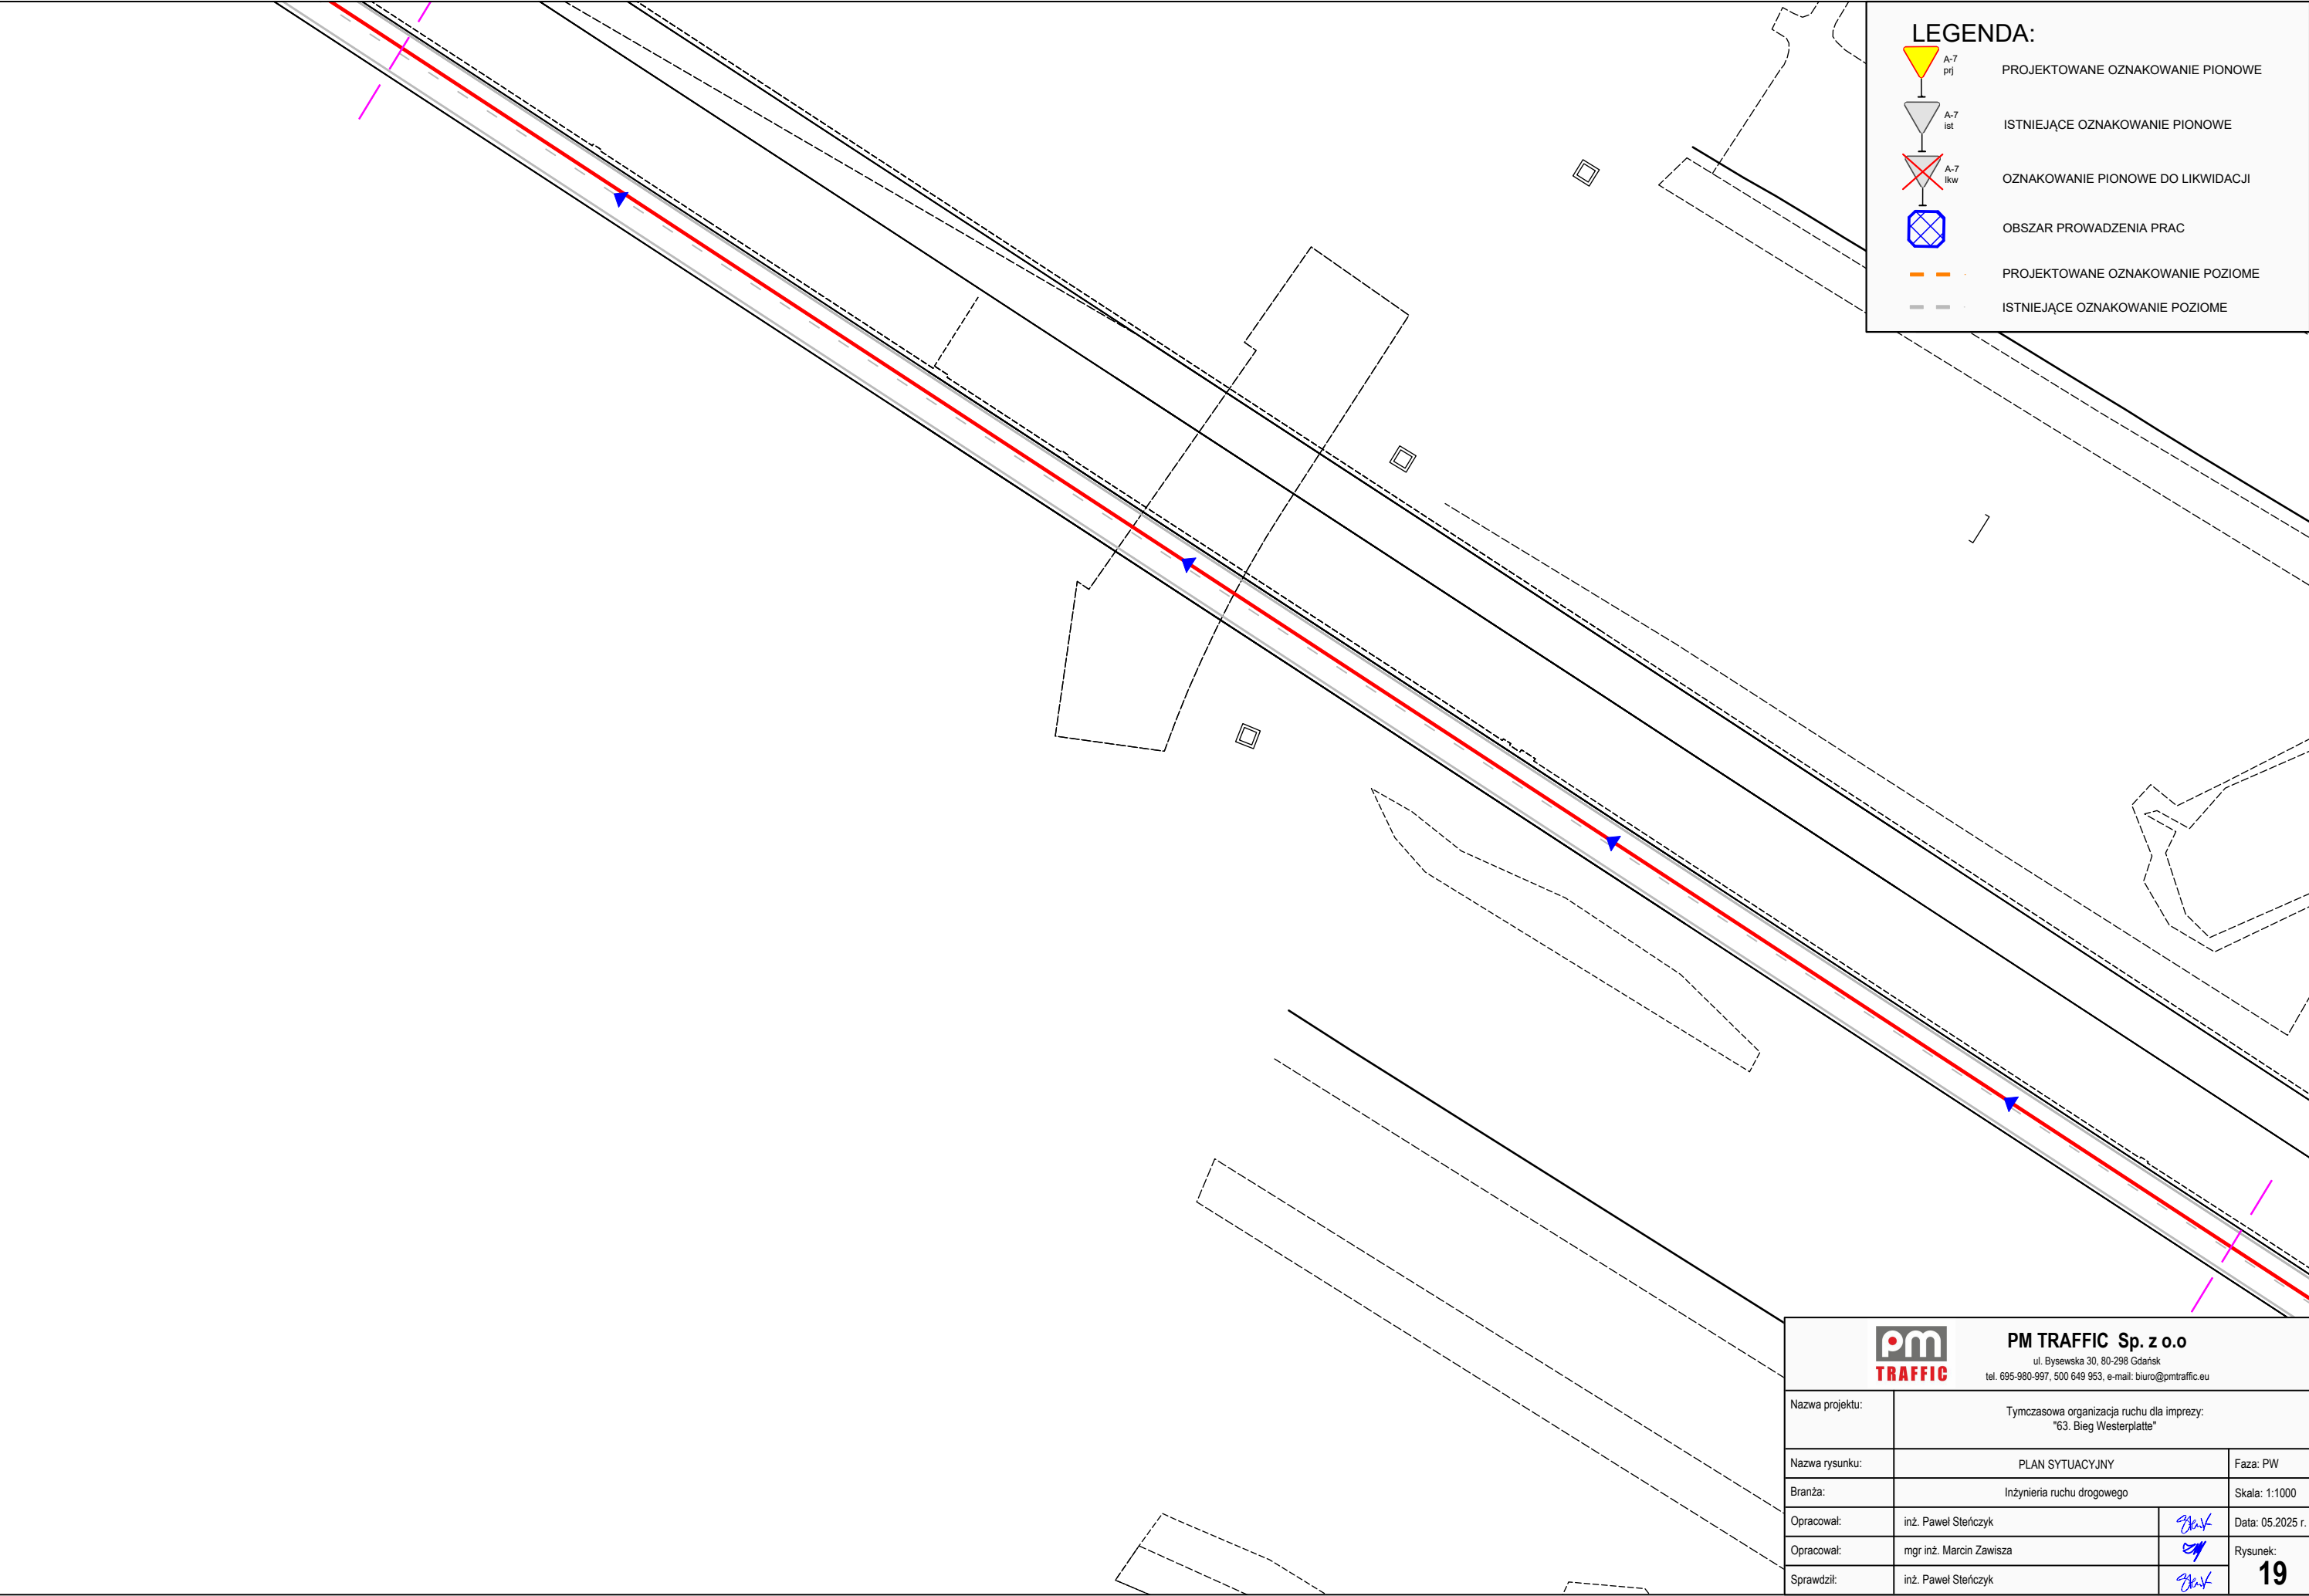 LEGENDA:
A-7
prj
PROJEKTOWANE OZNAKOWANIE PIONOWE
A-7
ist
ISTNIEJĄCE OZNAKOWANIE PIONOWE
A-7
lkw
OZNAKOWANIE PIONOWE DO LIKWIDACJI
OBSZAR PROWADZENIA PRAC
PROJEKTOWANE OZNAKOWANIE POZIOME
ISTNIEJĄCE OZNAKOWANIE POZIOME
pm
TRAFFIC
PM TRAFFIC Sp. z o.o
ul. Bysewska 30, 80-298 Gdańsk
tel. 695-980-997, 500 649 953, e-mail: biuro@pmtraffic.eu
Nazwa projektu:
Tymczasowa organizacja ruchu dla imprezy:
"63. Bieg Westerplatte"
Nazwa rysunku: PLAN SYTUACYJNY Faza: PW
Branża: Inżynieria ruchu drogowego Skala: 1:1000
Opracował: inż. Paweł Steńczyk Data: 05.2025 r.
Opracował: mgr inż. Marcin Zawisza Rysunek:
Sprawdził: inż. Paweł Steńczyk 19